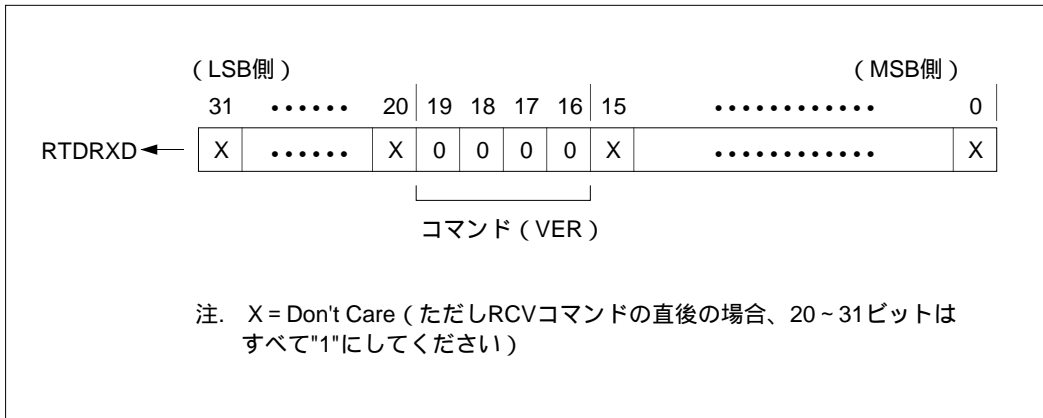 (LSB側) (MSB側)
31 •••••• 20 19 18 17 16 15 •••••••••••• 0
RTDRXD X •••••• X 0 0 0 0 X •••••••••••• X
コマンド(VER)
注. X = Don't Care(ただしRCVコマンドの直後の場合、20~31ビットは
すべて"1"にしてください)